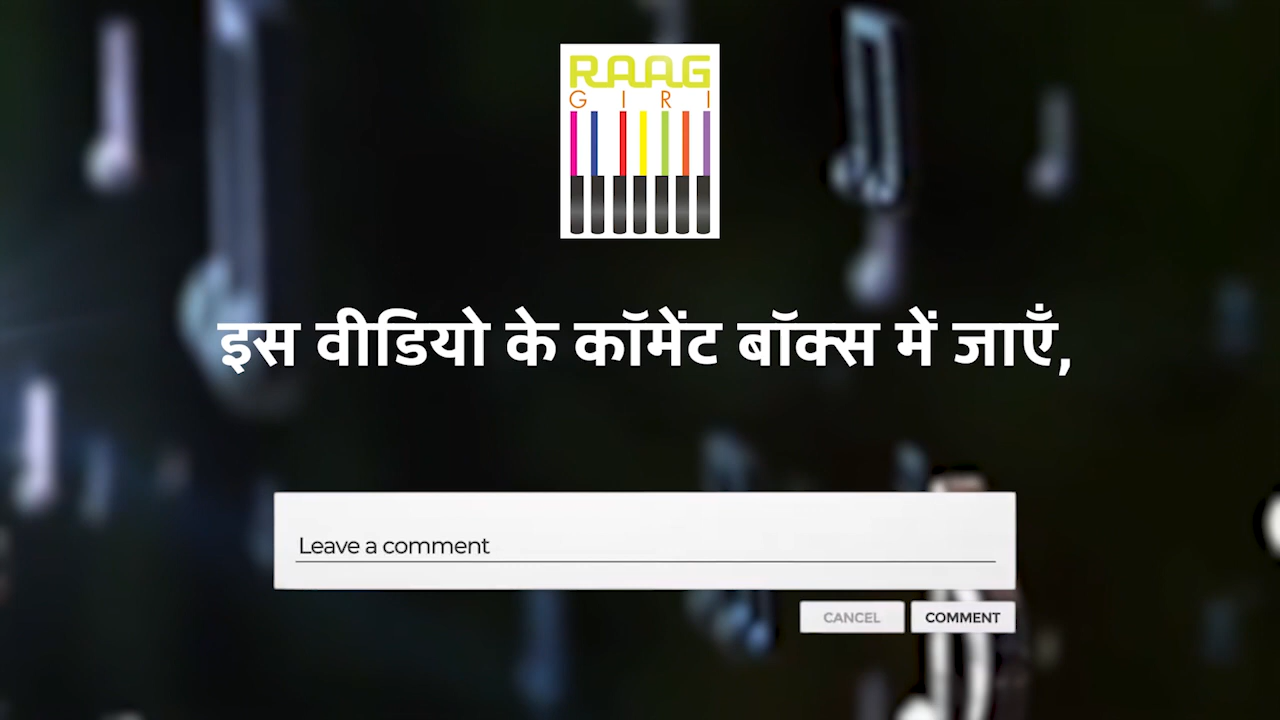 RAAG
GIRI
इस वीडियो के कॉमेंट बॉक्स में जाएँ,
Leave a comment
CANCEL COMMENT